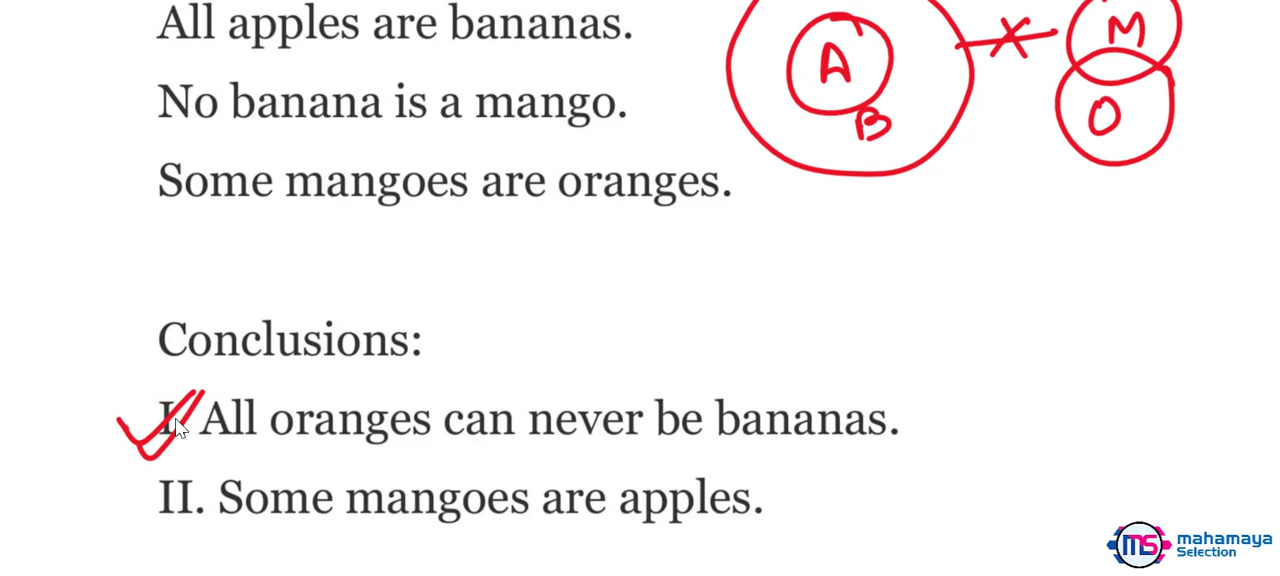 All apples are bananas.
No banana is a mango.
Some mangoes are oranges.
A
B
M
O
Conclusions:
I. All oranges can never be bananas.
II. Some mangoes are apples.
MS mahamaya
Selection